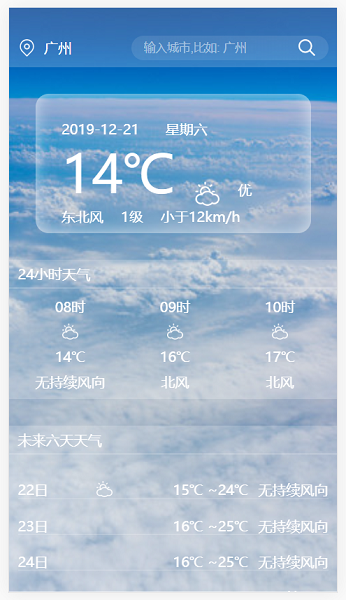 广州 输入城市,比如: 广州
2019-12-21 星期六
14℃ 优
东北风 1级 小于12km/h
24小时天气
08时 09时 10时
14℃ 16℃ 17℃
无持续风向 北风 北风
未来六天天气
22日 15℃ ~24℃ 无持续风向
23日 16℃ ~25℃ 无持续风向
24日 16℃ ~25℃ 无持续风向